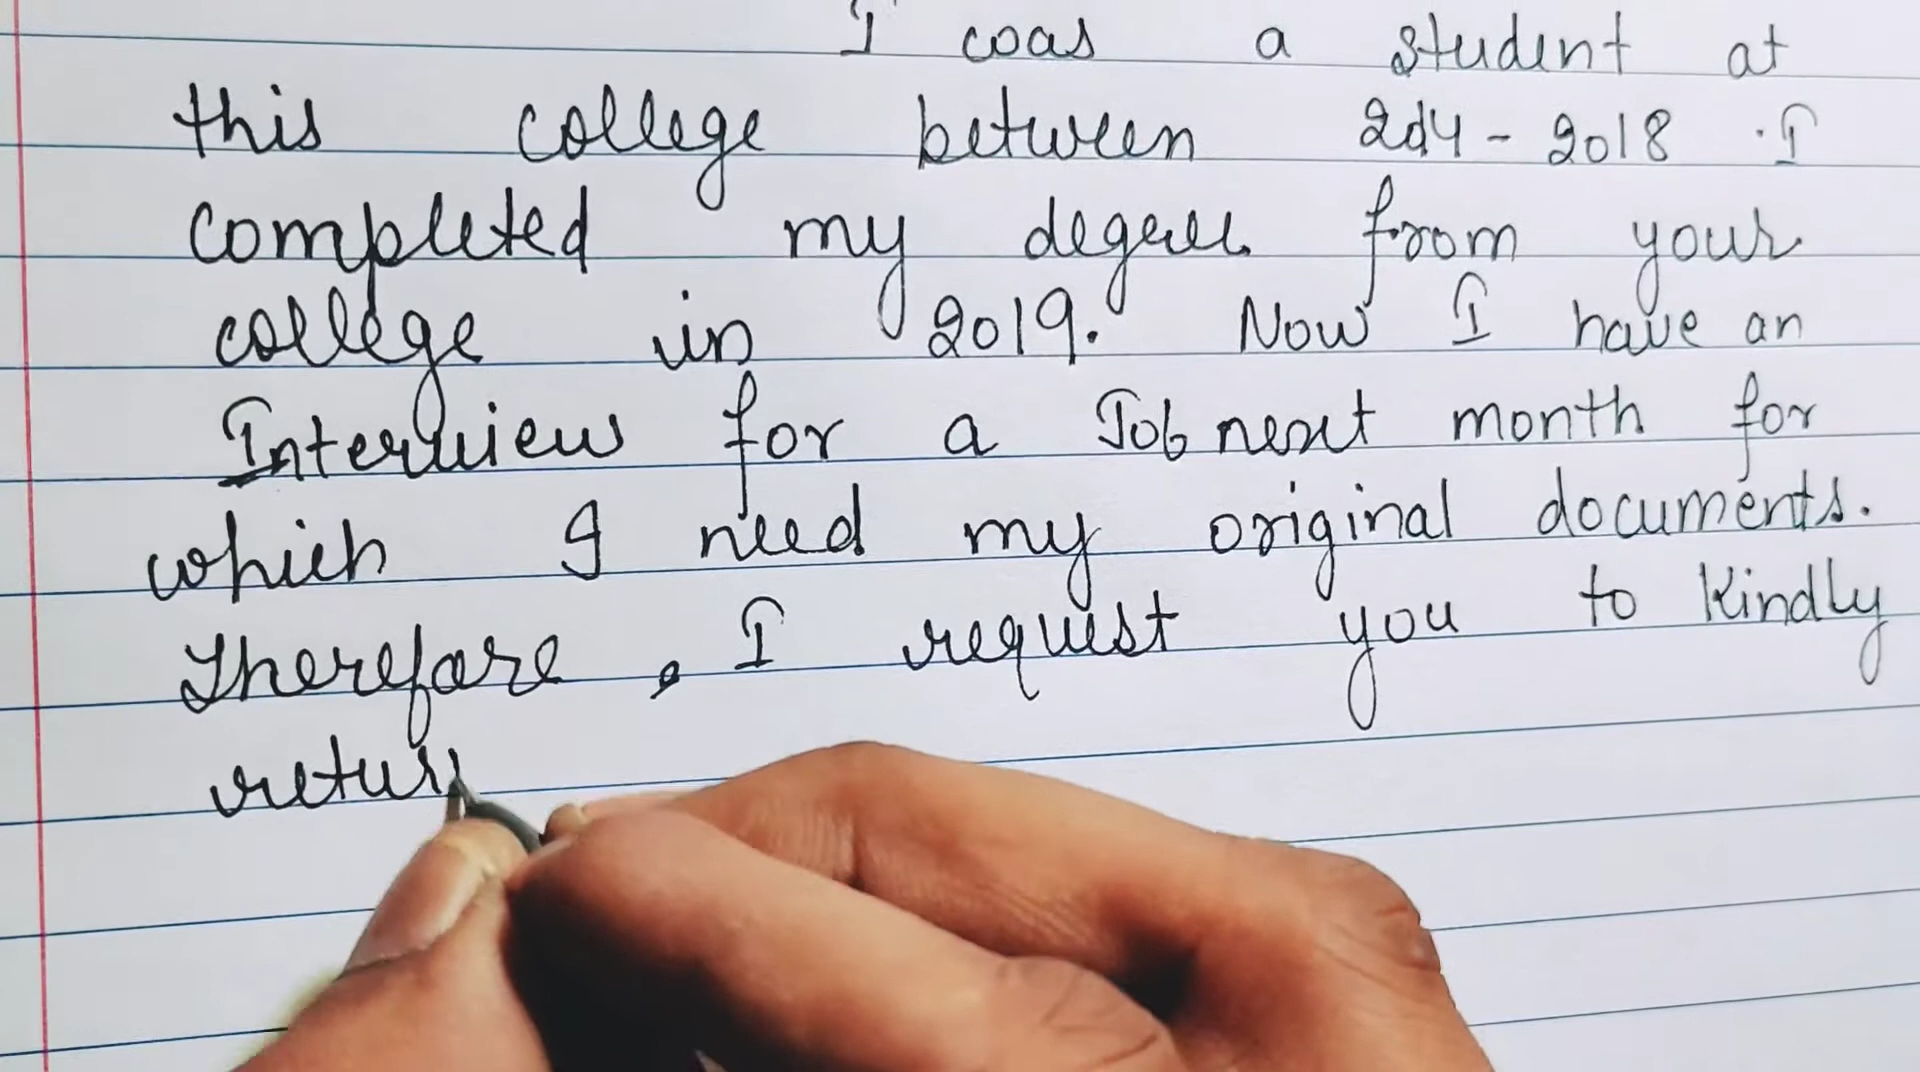 I was a student at
this college between 2014 - 2018 . I
completed my degree from your
college in 2019. Now I have an
Interview for a Job next month for
which I need my original documents.
Therefore, I request you to kindly
retur